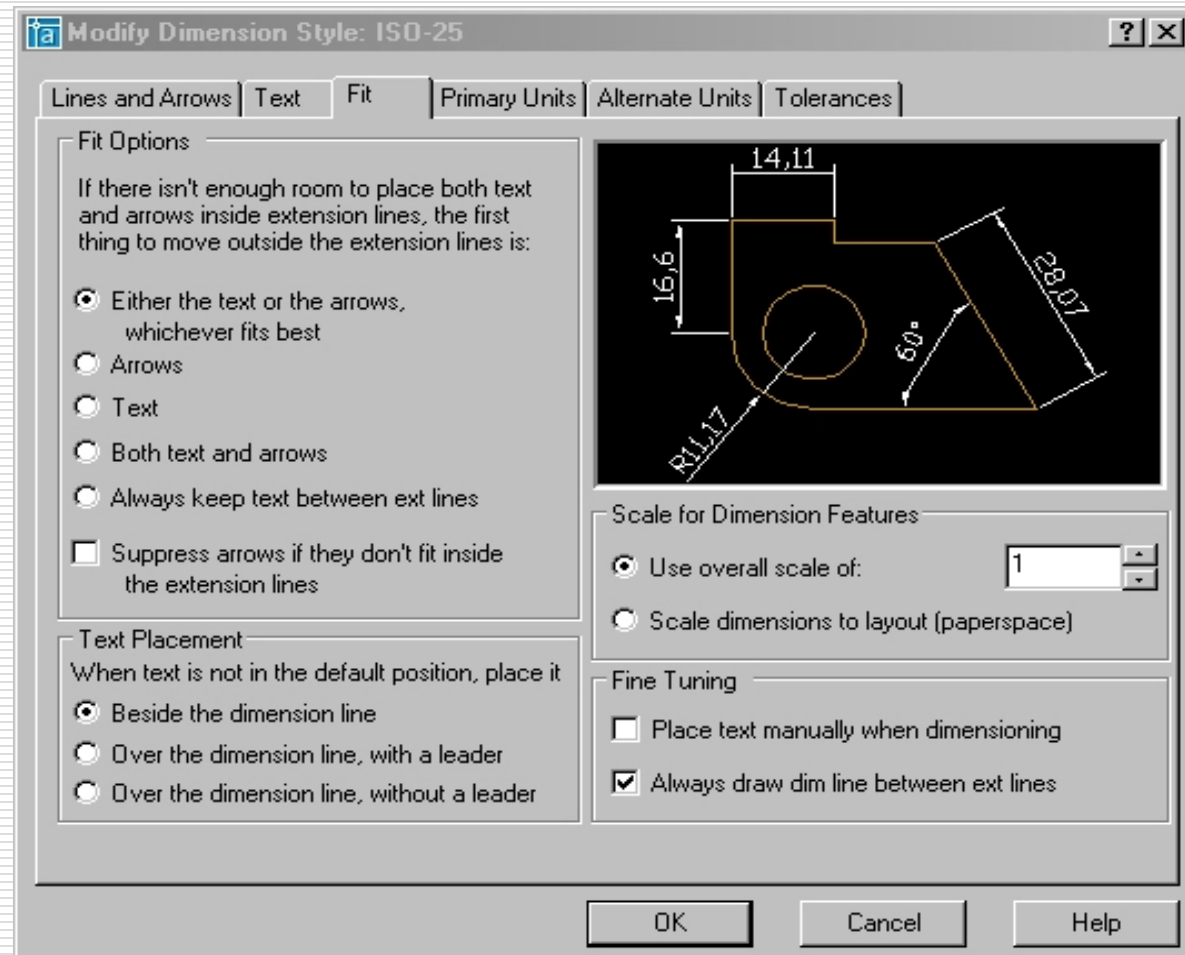 Modify Dimension Style: ISO-25
Lines and Arrows
Text
Fit
Primary Units
Alternate Units
Tolerances
Fit Options
If there isn't enough room to place both text
and arrows inside extension lines, the first
thing to move outside the extension lines is:
Either the text or the arrows,
whichever fits best
Arrows
Text
Both text and arrows
Always keep text between ext lines
Suppress arrows if they don't fit inside
the extension lines
Text Placement
When text is not in the default position, place it
Beside the dimension line
Over the dimension line, with a leader
Over the dimension line, without a leader
14,11
16,6
28,07
60°
R11,17
Scale for Dimension Features
Use overall scale of:
1
Scale dimensions to layout (paperspace)
Fine Tuning
Place text manually when dimensioning
Always draw dim line between ext lines
OK
Cancel
Help